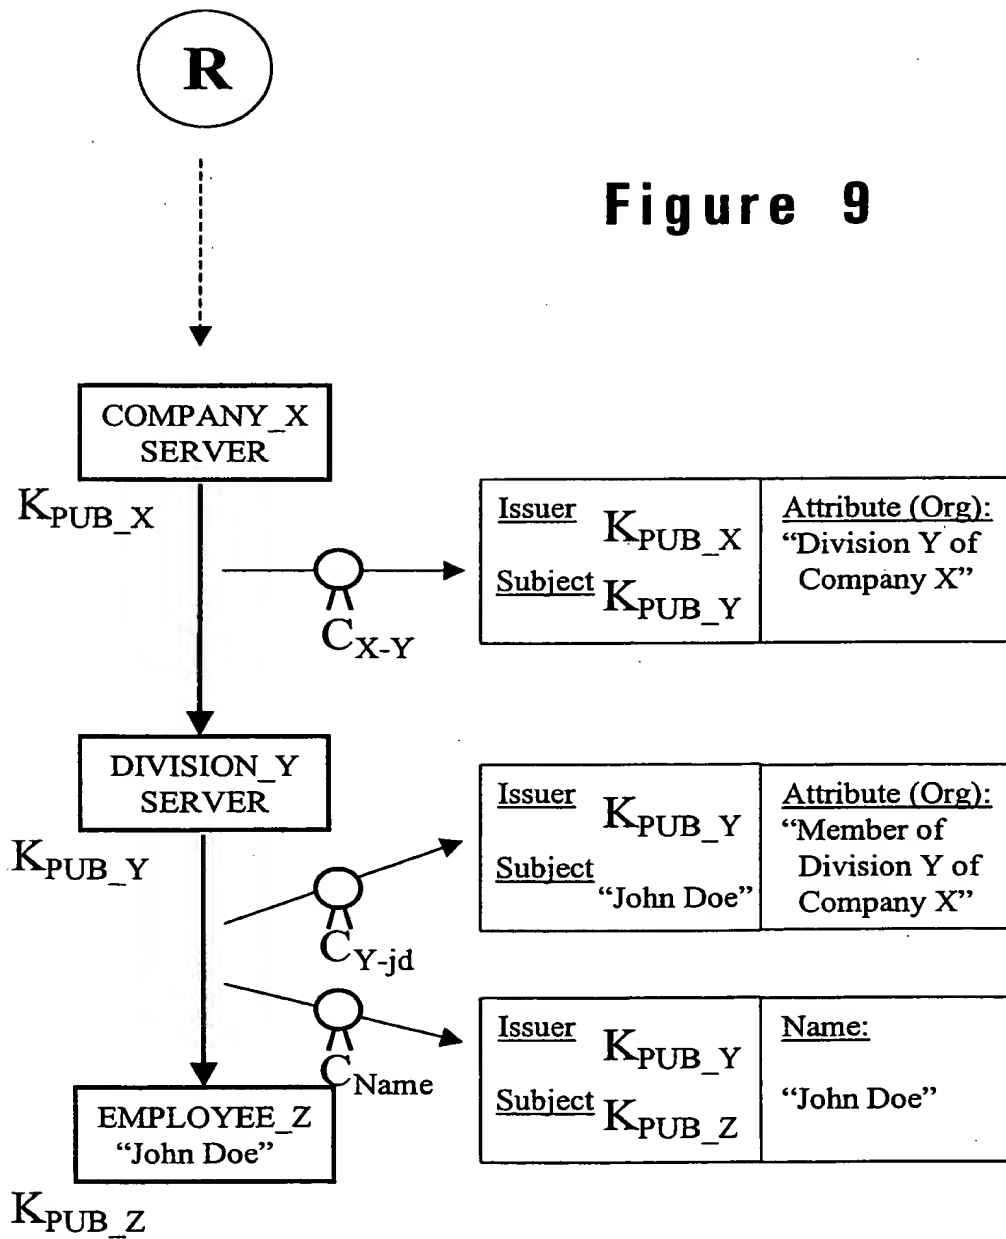 R
Figure 9
COMPANY_X
SERVER
KPUB_X
Issuer KPUB_X
Subject KPUB_Y
Attribute (Org):
“Division Y of
Company X”
CX-Y
DIVISION_Y
SERVER
KPUB_Y
Issuer KPUB_Y
Subject “John Doe”
Attribute (Org):
“Member of
Division Y of
Company X”
CY-jd
Issuer KPUB_Y
Subject KPUB_Z
Name:
“John Doe”
CName
EMPLOYEE_Z
“John Doe”
KPUB_Z